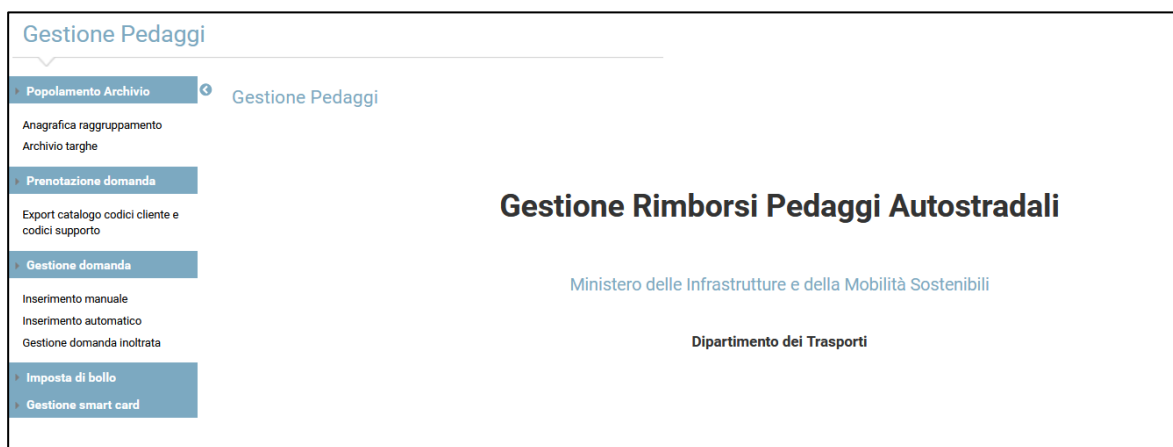 Gestione Pedaggi
Popolamento Archivio
Anagrafica raggruppamento
Archivio targhe
Prenotazione domanda
Export catalogo codici cliente e
codici supporto
Gestione domanda
Inserimento manuale
Inserimento automatico
Gestione domanda inoltrata
Imposta di bollo
Gestione smart card
Gestione Pedaggi
Gestione Rimborsi Pedaggi Autostradali
Ministero delle Infrastrutture e della Mobilità Sostenibili
Dipartimento dei Trasporti